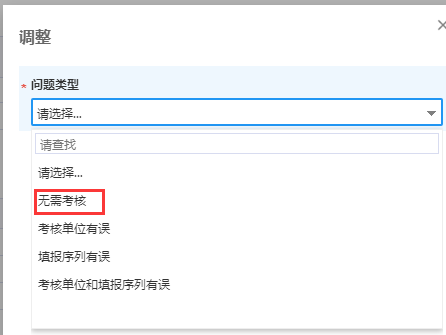 调整
* 问题类型
请选择...
请查找
请选择...
无需考核
考核单位有误
填报序列有误
考核单位和填报序列有误